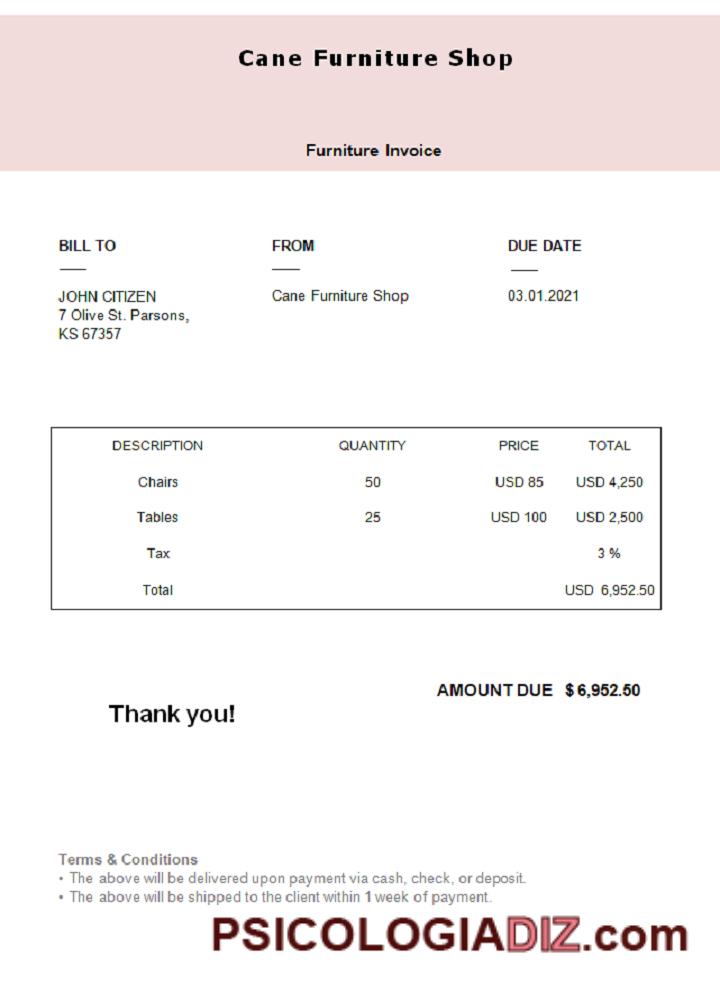 Cane Furniture Shop
Furniture Invoice
BILL TO
JOHN CITIZEN
7 Olive St. Parsons,
KS 67357
FROM
Cane Furniture Shop
DUE DATE
03.01.2021
DESCRIPTION QUANTITY PRICE TOTAL
Chairs 50 USD 85 USD 4,250
Tables 25 USD 100 USD 2,500
Tax 3 %
Total USD 6,952.50
AMOUNT DUE $ 6,952.50
Thank you!
Terms & Conditions
• The above will be delivered upon payment via cash, check, or deposit.
• The above will be shipped to the client within 1 week of payment.
PSICOLOGIADIZ.com